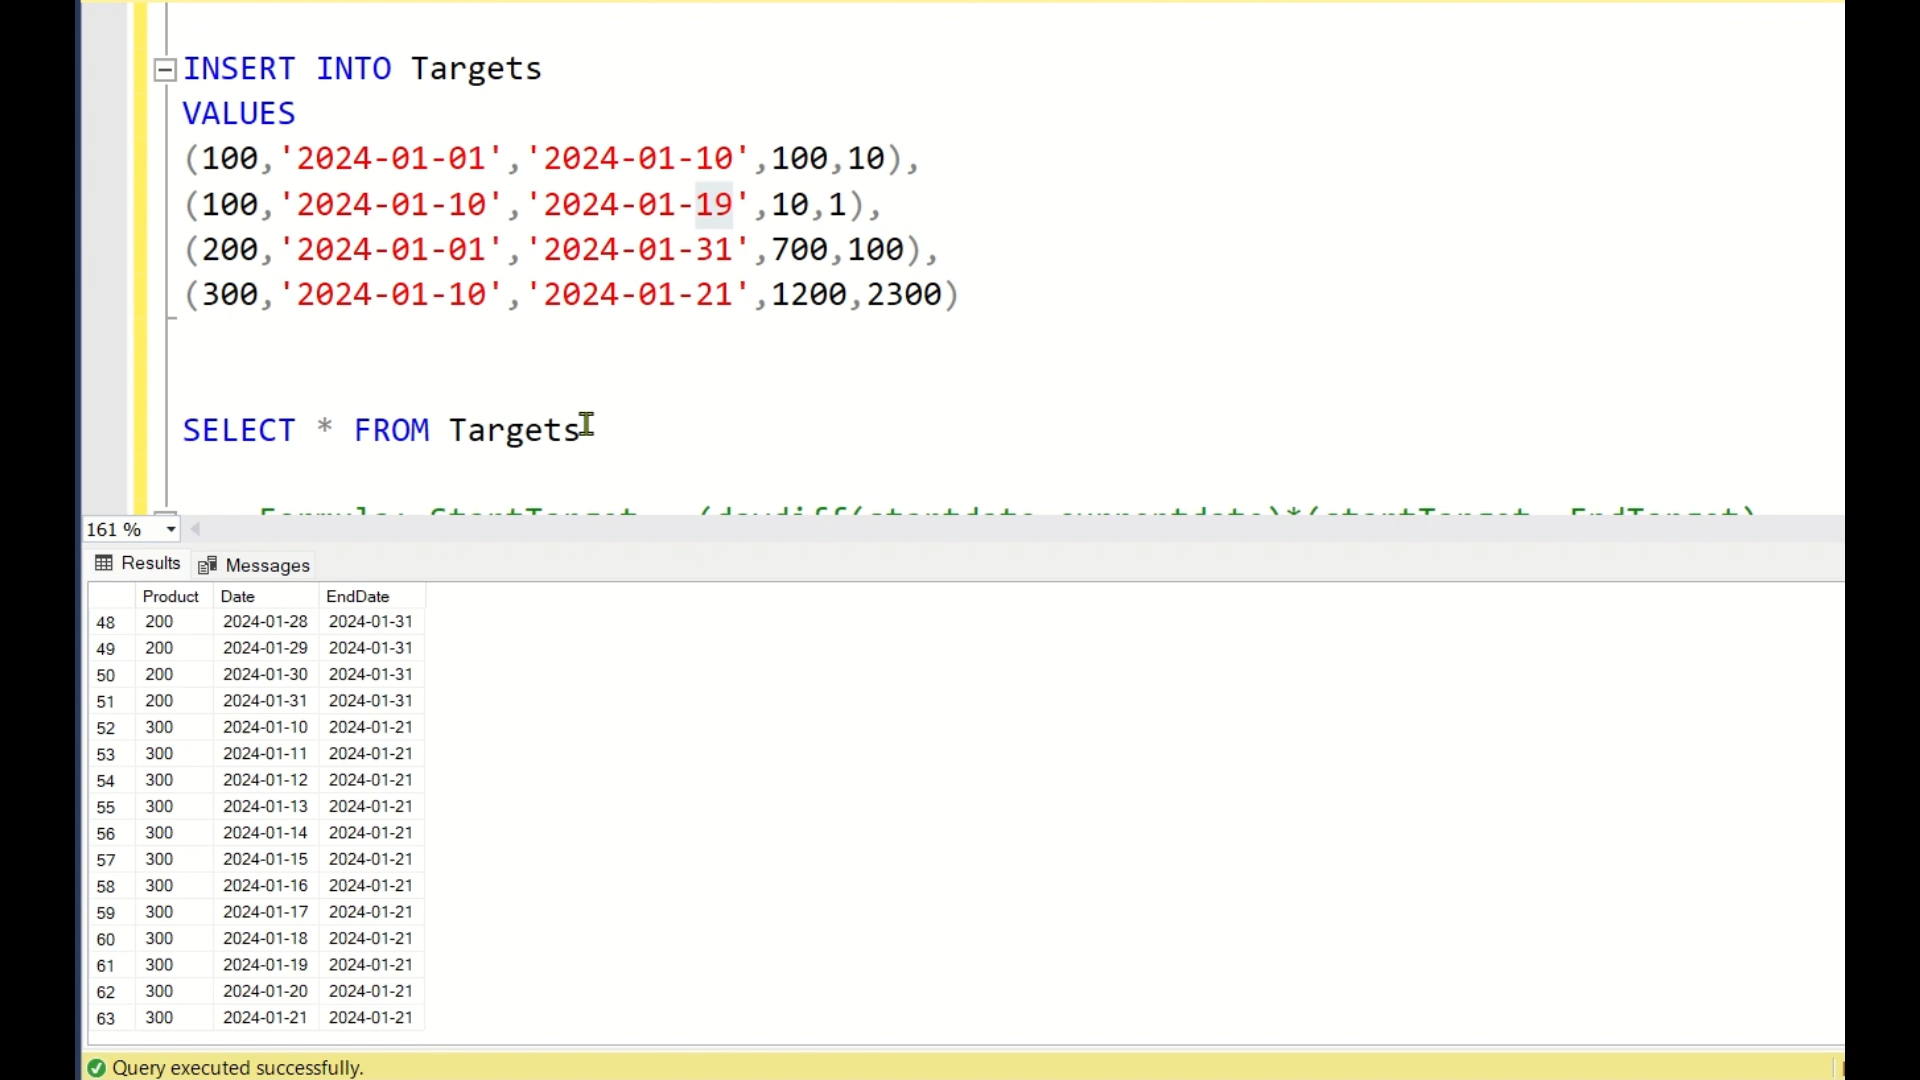 INSERT INTO Targets
VALUES
(100,'2024-01-01','2024-01-10',100,10),
(100,'2024-01-10','2024-01-19',10,1),
(200,'2024-01-01','2024-01-31',700,100),
(300,'2024-01-10','2024-01-21',1200,2300)
SELECT * FROM Targets
Formula: StartTarget - (daydiff(startdate,currentdate)*(startTarget- EndTarget)
161 %
Results Messages
Product Date EndDate
48 200 2024-01-28 2024-01-31
49 200 2024-01-29 2024-01-31
50 200 2024-01-30 2024-01-31
51 200 2024-01-31 2024-01-31
52 300 2024-01-10 2024-01-21
53 300 2024-01-11 2024-01-21
54 300 2024-01-12 2024-01-21
55 300 2024-01-13 2024-01-21
56 300 2024-01-14 2024-01-21
57 300 2024-01-15 2024-01-21
58 300 2024-01-16 2024-01-21
59 300 2024-01-17 2024-01-21
60 300 2024-01-18 2024-01-21
61 300 2024-01-19 2024-01-21
62 300 2024-01-20 2024-01-21
63 300 2024-01-21 2024-01-21
Query executed successfully.